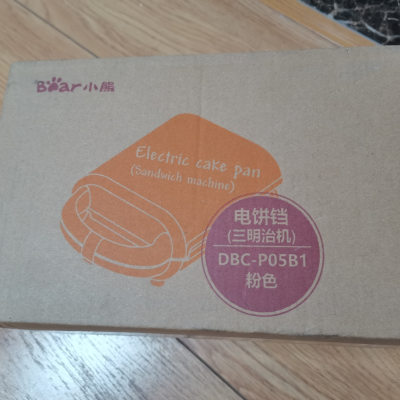 Bear小熊
Electric cake pan
(Sandwich machine)
电饼铛
(三明治机)
DBC-P05B1
粉色